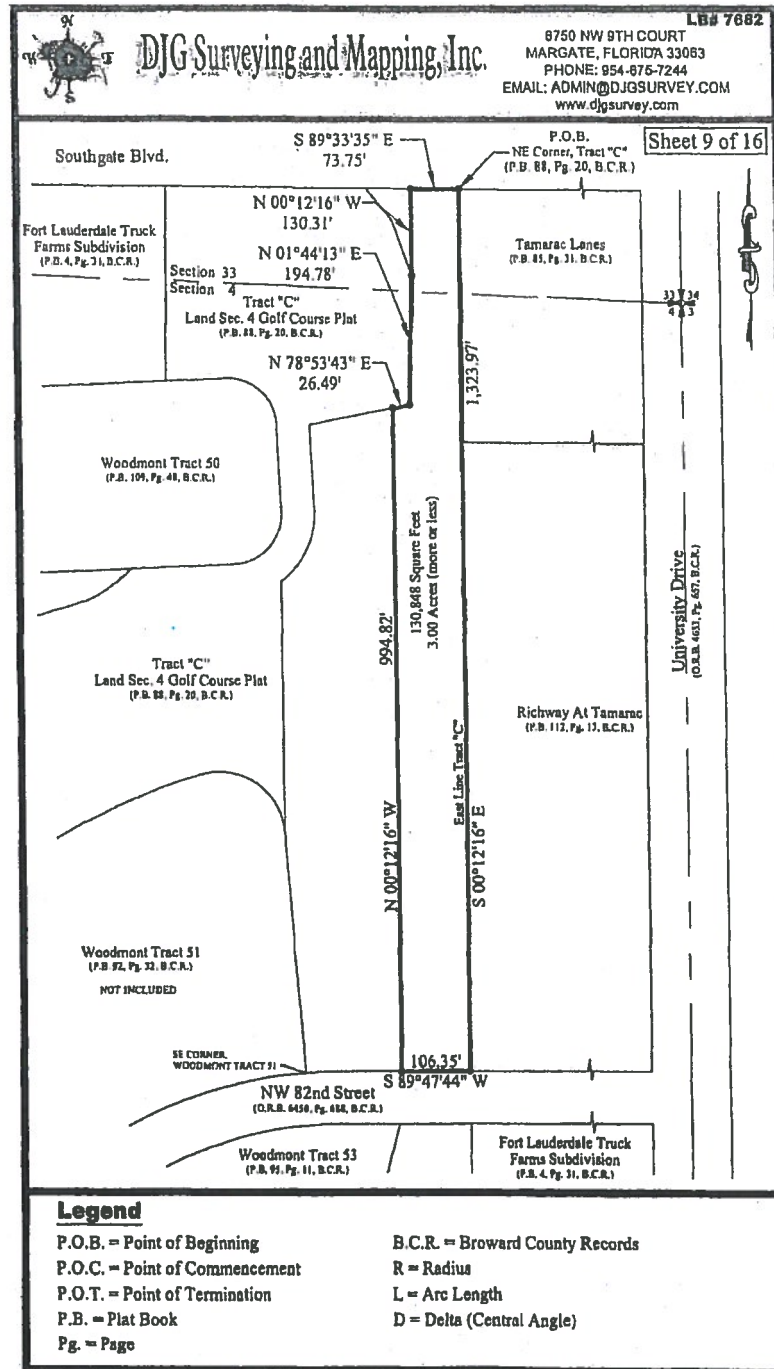 LB# 7682
N
W E
S
DJG Surveying and Mapping, Inc.
6750 NW 9TH COURT
MARGATE, FLORIDA 33063
PHONE: 954-675-7244
EMAIL: ADMIN@DJGSURVEY.COM
www.djgsurvey.com
Sheet 9 of 16
Southgate Blvd.
S 89°33'35" E
73.75'
P.O.B.
NE Corner, Tract "C"
(P.B. 88, Pg. 20, B.C.R.)
N 00°12'16" W
130.31'
Fort Lauderdale Truck
Farms Subdivision
(P.B. 4, Pg. 31, B.C.R.)
N 01°44'13" E
194.78'
Tamarac Lanes
(P.B. 85, Pg. 31, B.C.R.)
Section 33
Section 4
33 34
4 3
Tract "C"
Land Sec. 4 Golf Course Plat
(P.B. 88, Pg. 20, B.C.R.)
N 78°53'43" E
26.49'
1,323.97'
Woodmont Tract 50
(P.B. 109, Pg. 48, B.C.R.)
130,848 Square Feet
3.00 Acres (more or less)
994.82'
University Drive
(O.R.B. 4653, Pg. 657, B.C.R.)
Tract "C"
Land Sec. 4 Golf Course Plat
(P.B. 88, Pg. 20, B.C.R.)
Richway At Tamarac
(P.B. 112, Pg. 13, B.C.R.)
East Line Tract "C"
N 00°12'16" W
S 00°12'16" E
Woodmont Tract 51
(P.B. 92, Pg. 32, B.C.R.)
NOT INCLUDED
SE CORNER,
WOODMONT TRACT 51
106.35'
S 89°47'44" W
NW 82nd Street
(O.R.B. 6450, Pg. 688, B.C.R.)
Woodmont Tract 53
(P.B. 95, Pg. 11, B.C.R.)
Fort Lauderdale Truck
Farms Subdivision
(P.B. 4, Pg. 31, B.C.R.)
Legend
P.O.B. = Point of Beginning
P.O.C. = Point of Commencement
P.O.T. = Point of Termination
P.B. = Plat Book
Pg. = Page
B.C.R. = Broward County Records
R = Radius
L = Arc Length
D = Delta (Central Angle)